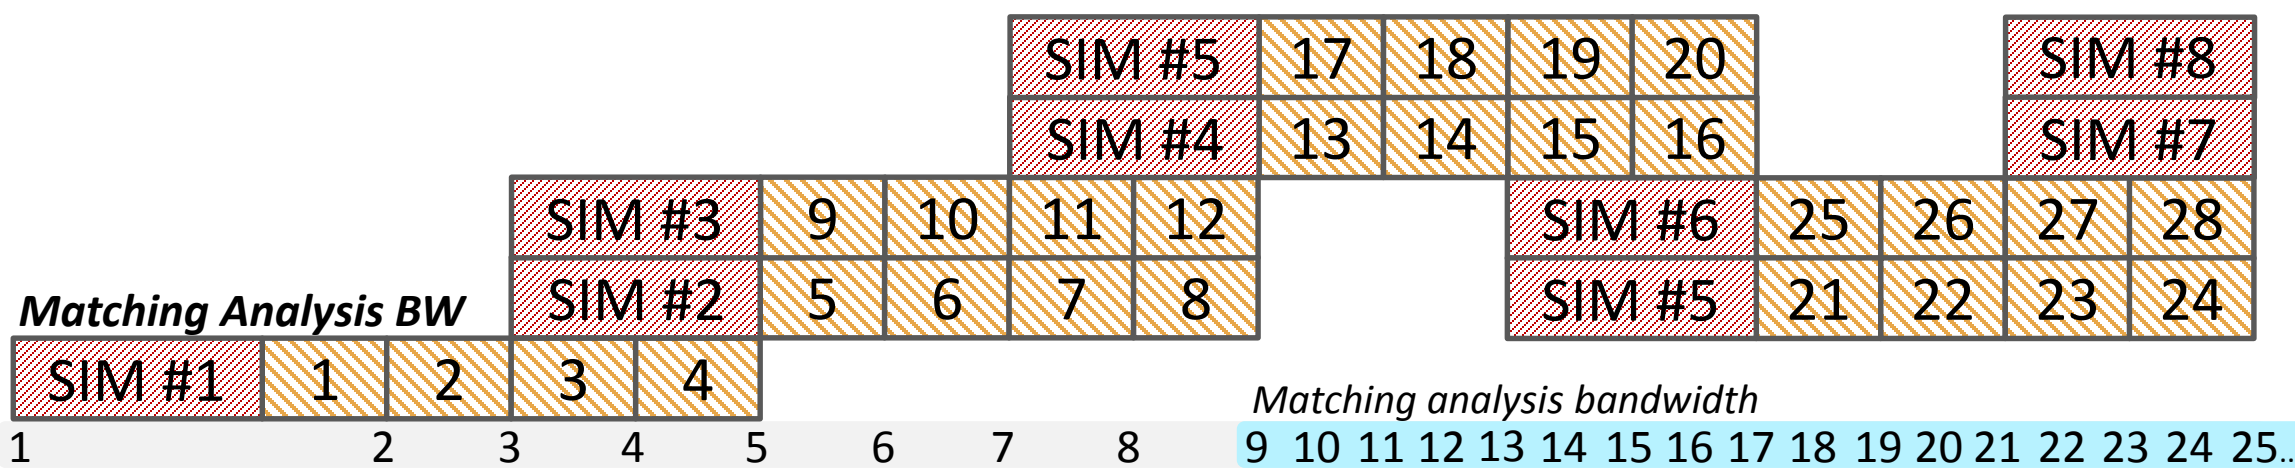 SIM #5 17 18 19 20 SIM #8
SIM #4 13 14 15 16 SIM #7
SIM #3 9 10 11 12 SIM #6 25 26 27 28
SIM #2 5 6 7 8 SIM #5 21 22 23 24
Matching Analysis BW
SIM #1 1 2 3 4
Matching analysis bandwidth
1 2 3 4 5 6 7 8 9 10 11 12 13 14 15 16 17 18 19 20 21 22 23 24 25...